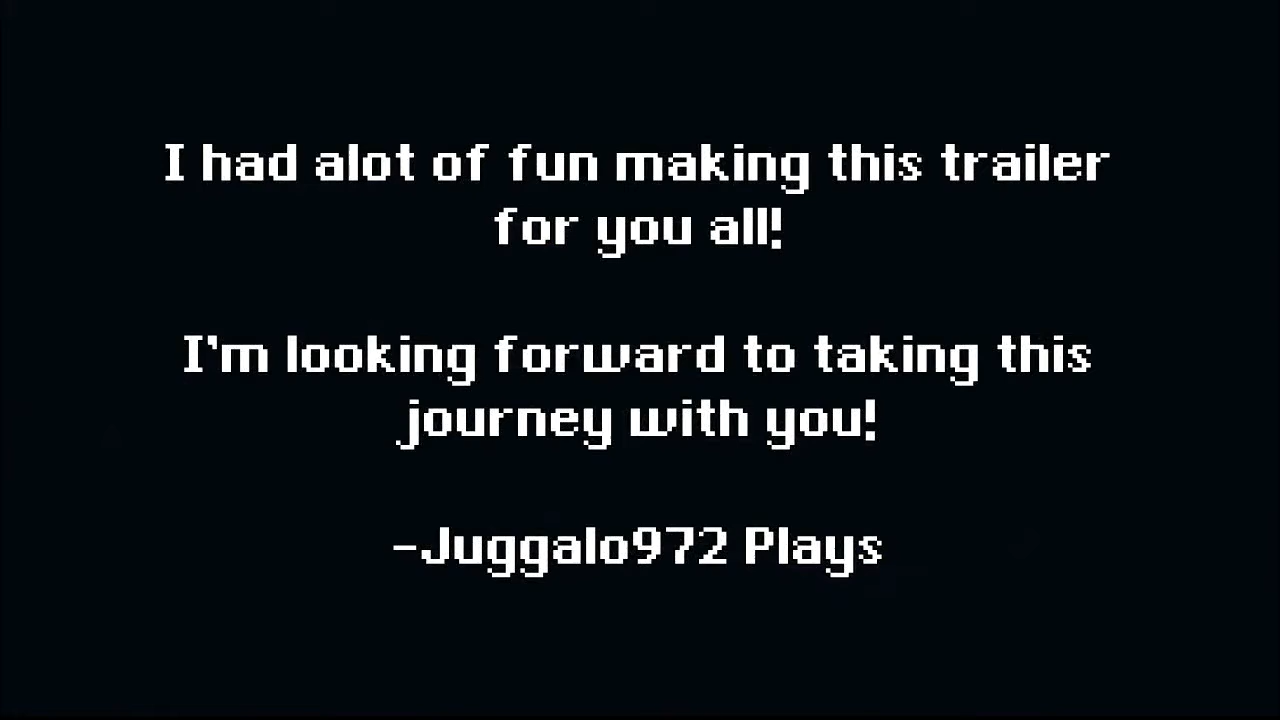 I had alot of fun making this trailer
for you all!
I'm looking forward to taking this
journey with you!
-Juggalo972 Plays